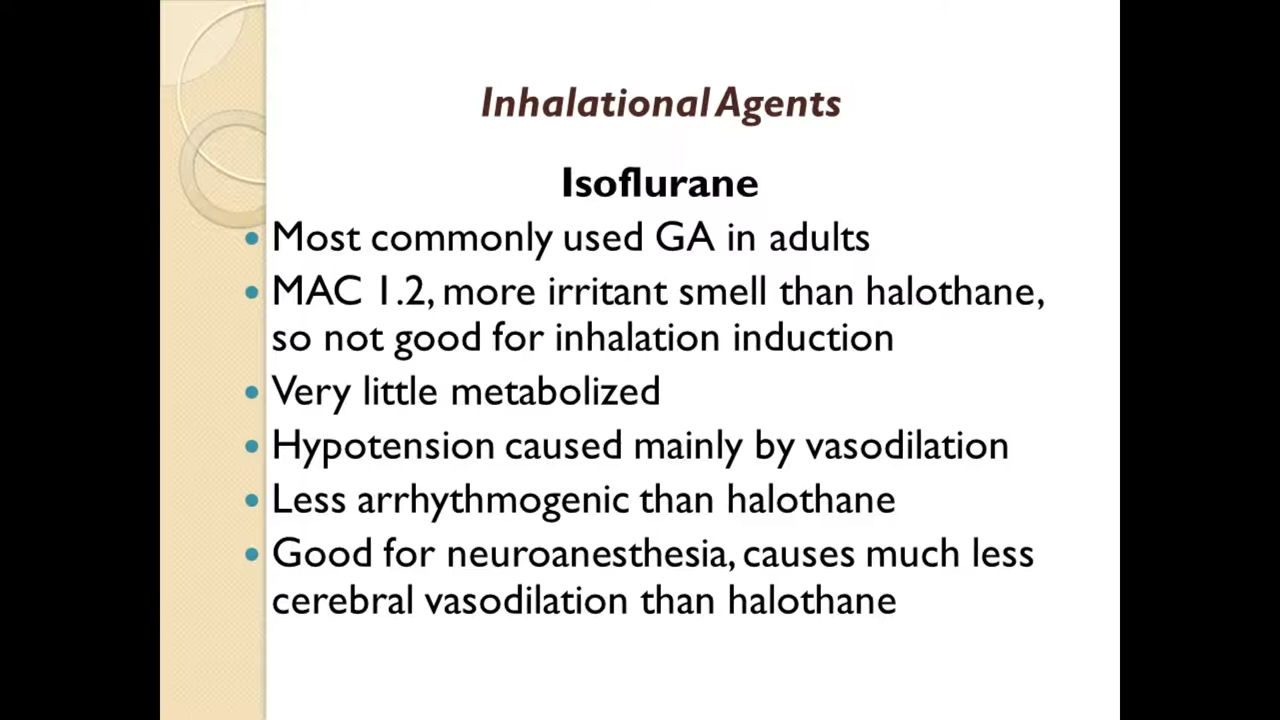 Inhalational Agents
Isoflurane
• Most commonly used GA in adults
• MAC 1.2, more irritant smell than halothane,
so not good for inhalation induction
• Very little metabolized
• Hypotension caused mainly by vasodilation
• Less arrhythmogenic than halothane
• Good for neuroanesthesia, causes much less
cerebral vasodilation than halothane